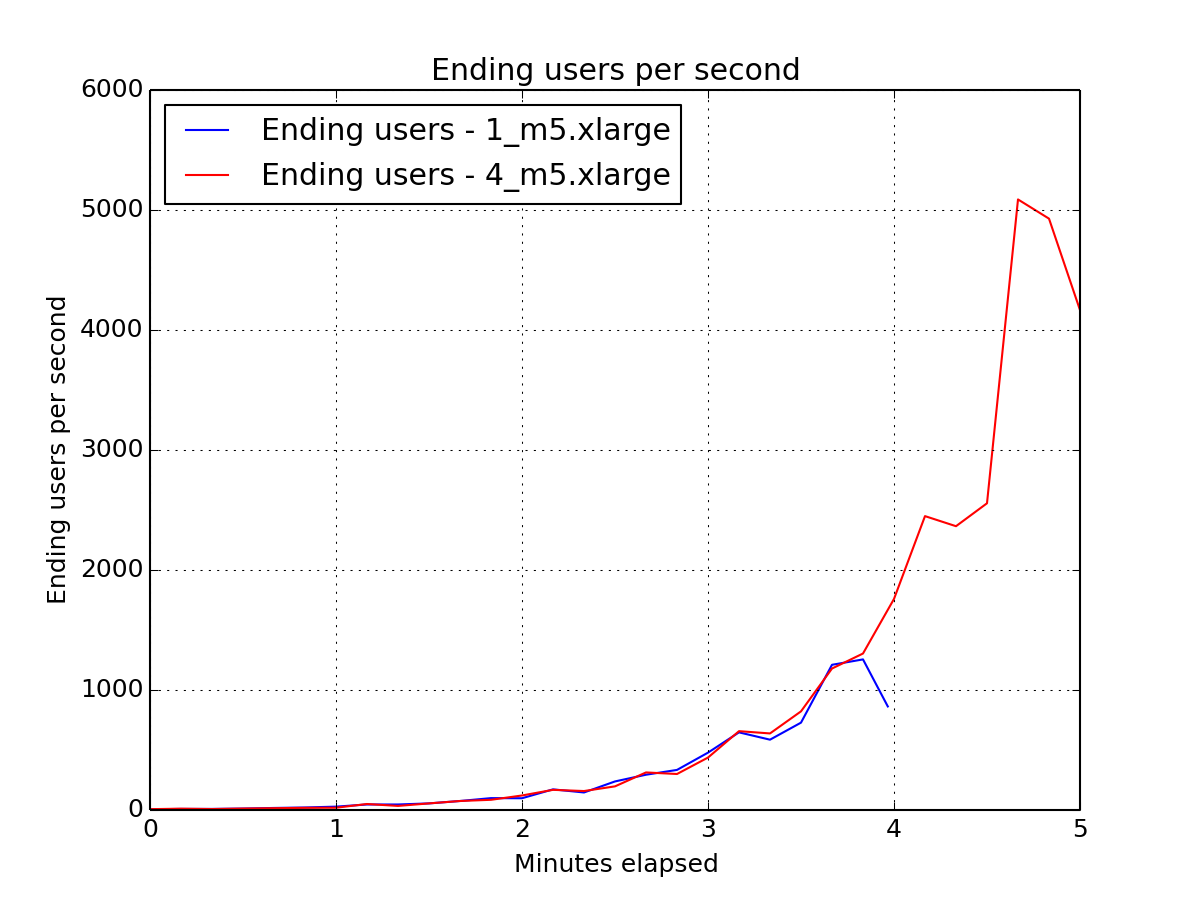 Ending users per second
6000
Ending users - 1_m5.xlarge
Ending users - 4_m5.xlarge
5000
4000
3000
2000
1000
0
Ending users per second
0 1 2 3 4 5
Minutes elapsed